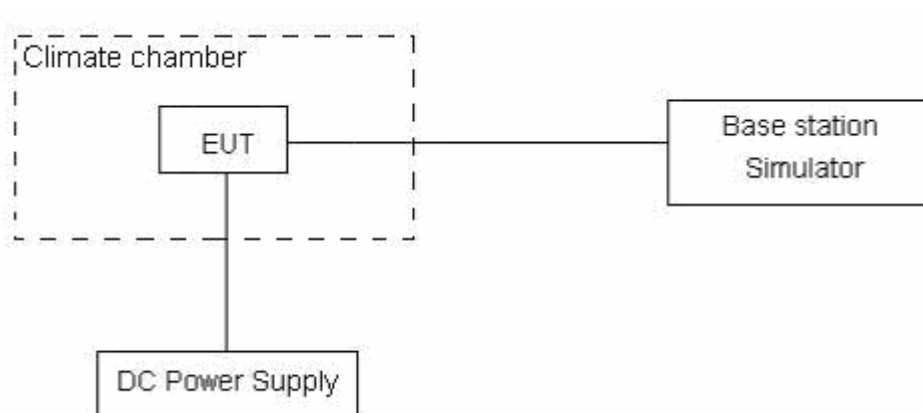 Climate chamber
EUT
Base station
Simulator
DC Power Supply